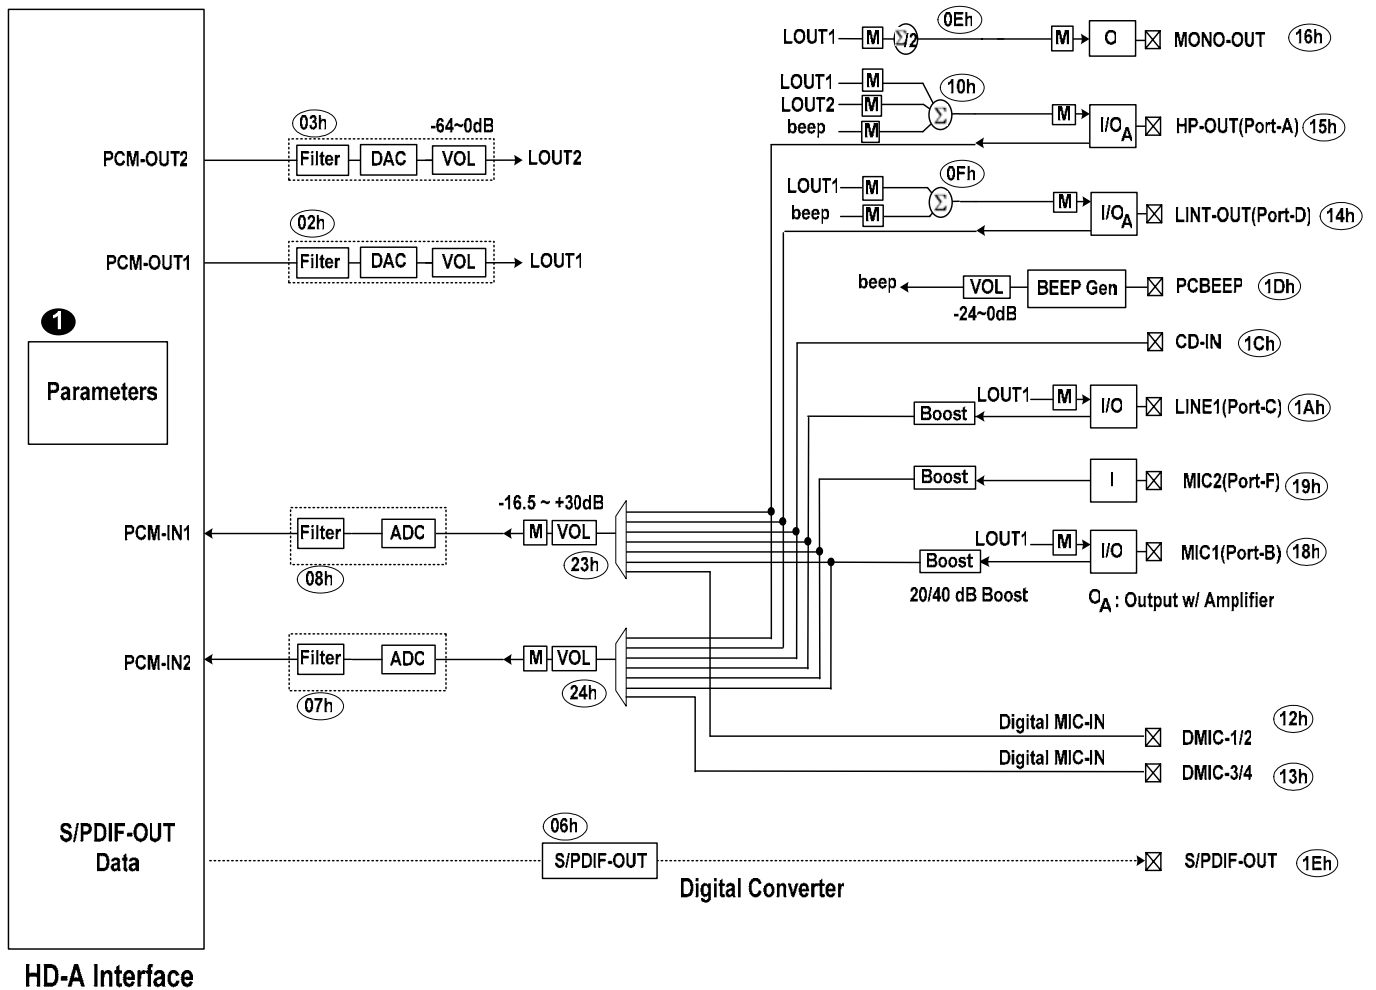 LOUT1 M Σ/2 0Eh M O MONO-OUT 16h
LOUT1 M 10h
LOUT2 M Σ M I/OA HP-OUT(Port-A) 15h
beep M
03h -64~0dB
PCM-OUT2 Filter DAC VOL LOUT2
LOUT1 M 0Fh
beep M Σ M I/OA LINT-OUT(Port-D) 14h
02h
PCM-OUT1 Filter DAC VOL LOUT1
beep VOL BEEP Gen PCBEEP 1Dh
-24~0dB
1
CD-IN 1Ch
Parameters
LOUT1 M I/O LINE1(Port-C) 1Ah
Boost
Boost I MIC2(Port-F) 19h
-16.5 ~ +30dB
PCM-IN1 Filter ADC M VOL
08h 23h
LOUT1 M I/O MIC1(Port-B) 18h
Boost
20/40 dB Boost
OA : Output w/ Amplifier
PCM-IN2 Filter ADC M VOL
07h 24h
Digital MIC-IN DMIC-1/2 12h
Digital MIC-IN DMIC-3/4 13h
S/PDIF-OUT
Data
06h
S/PDIF-OUT S/PDIF-OUT 1Eh
Digital Converter
HD-A Interface